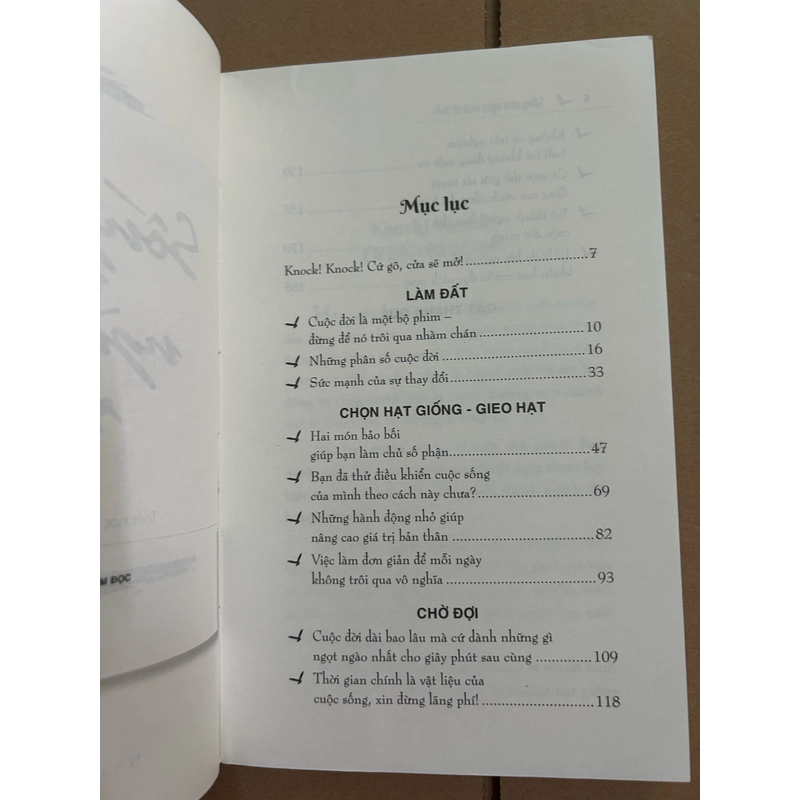 Mục lục
Knock! Knock! Cứ gõ, cửa sẽ mở!..........................7
LÀM ĐẤT
Cuộc đời là một bộ phim –
đừng để nó trôi qua nhàm chán ..........................10
Những phân số cuộc đời ..........................16
Sức mạnh của sự thay đổi..........................33
CHỌN HẠT GIỐNG - GIEO HẠT
Hai món bảo bối
giúp bạn làm chủ số phận..........................47
Bạn đã thử điều khiển cuộc sống
của mình theo cách này chưa?..........................69
Những hành động nhỏ giúp
nâng cao giá trị bản thân ..........................82
Việc làm đơn giản để mỗi ngày
không trôi qua vô nghĩa ..........................93
CHỜ ĐỢI
Cuộc đời dài bao lâu mà cứ dành những gì
ngọt ngào nhất cho giây phút sau cùng ................109
Thời gian chính là vật liệu của
cuộc sống, xin đừng lãng phí! ..........................118